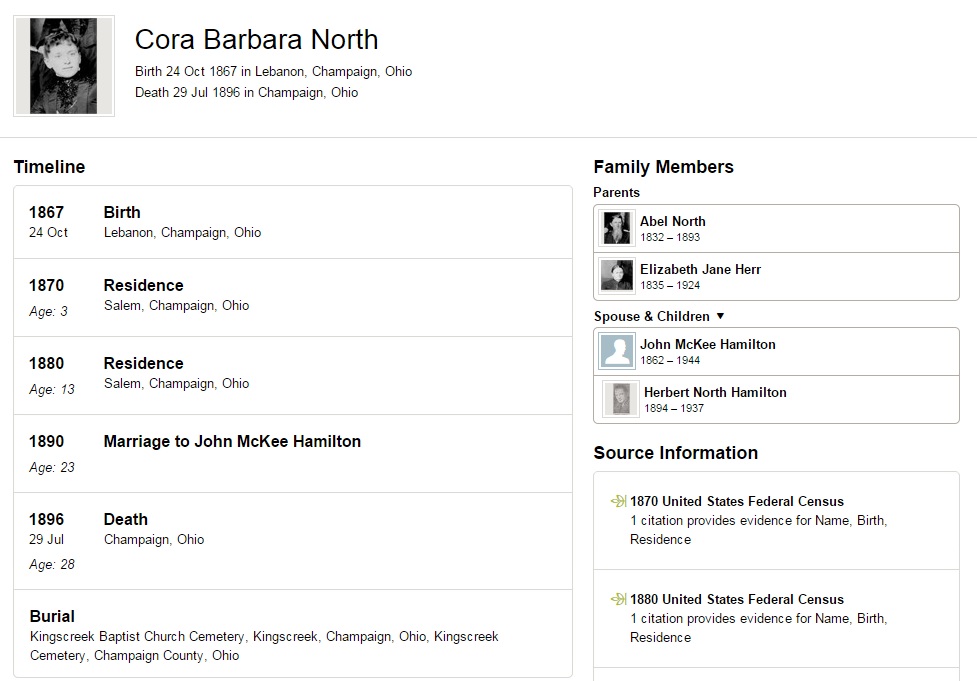 Cora Barbara North
Birth 24 Oct 1867 in Lebanon, Champaign, Ohio
Death 29 Jul 1896 in Champaign, Ohio
Timeline
1867 Birth
24 Oct Lebanon, Champaign, Ohio
1870 Residence
Salem, Champaign, Ohio
Age: 3
1880 Residence
Salem, Champaign, Ohio
Age: 13
1890 Marriage to John McKee Hamilton
Age: 23
1896 Death
29 Jul Champaign, Ohio
Age: 28
Burial
Kingscreek Baptist Church Cemetery, Kingscreek, Champaign, Ohio, Kingscreek
Cemetery, Champaign County, Ohio
Family Members
Parents
Abel North
1832 – 1893
Elizabeth Jane Herr
1835 – 1924
Spouse & Children ▼
John McKee Hamilton
1862 – 1944
Herbert North Hamilton
1894 – 1937
Source Information
1870 United States Federal Census
1 citation provides evidence for Name, Birth,
Residence
1880 United States Federal Census
1 citation provides evidence for Name, Birth,
Residence